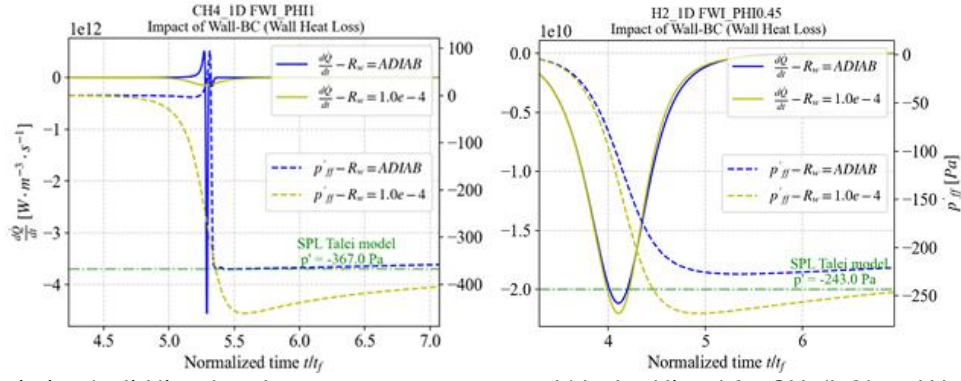 CH4_1D FWI_PHI1
Impact of Wall-BC (Wall Heat Loss)
1e12
0
−1
−2
−3
−4
dQ̇/dt [W · m⁻³ · s⁻¹]
100
0
−100
−200
−300
−400
dQ̇/dt − R_w = ADIAB
dQ̇/dt − R_w = 1.0e − 4
p'_ff − R_w = ADIAB
p'_ff − R_w = 1.0e − 4
SPL Talei model
p' = -367.0 Pa
4.5 5.0 5.5 6.0 6.5 7.0
Normalized time t/t_f
H2_1D FWI_PHI0.45
Impact of Wall-BC (Wall Heat Loss)
1e10
0.0
−0.5
−1.0
−1.5
−2.0
0
−50
−100
−150
−200
−250
p'_ff [Pa]
dQ̇/dt − R_w = ADIAB
dQ̇/dt − R_w = 1.0e − 4
p'_ff − R_w = ADIAB
p'_ff − R_w = 1.0e − 4
SPL Talei model
p' = -243.0 Pa
4 5 6
Normalized time t/t_f